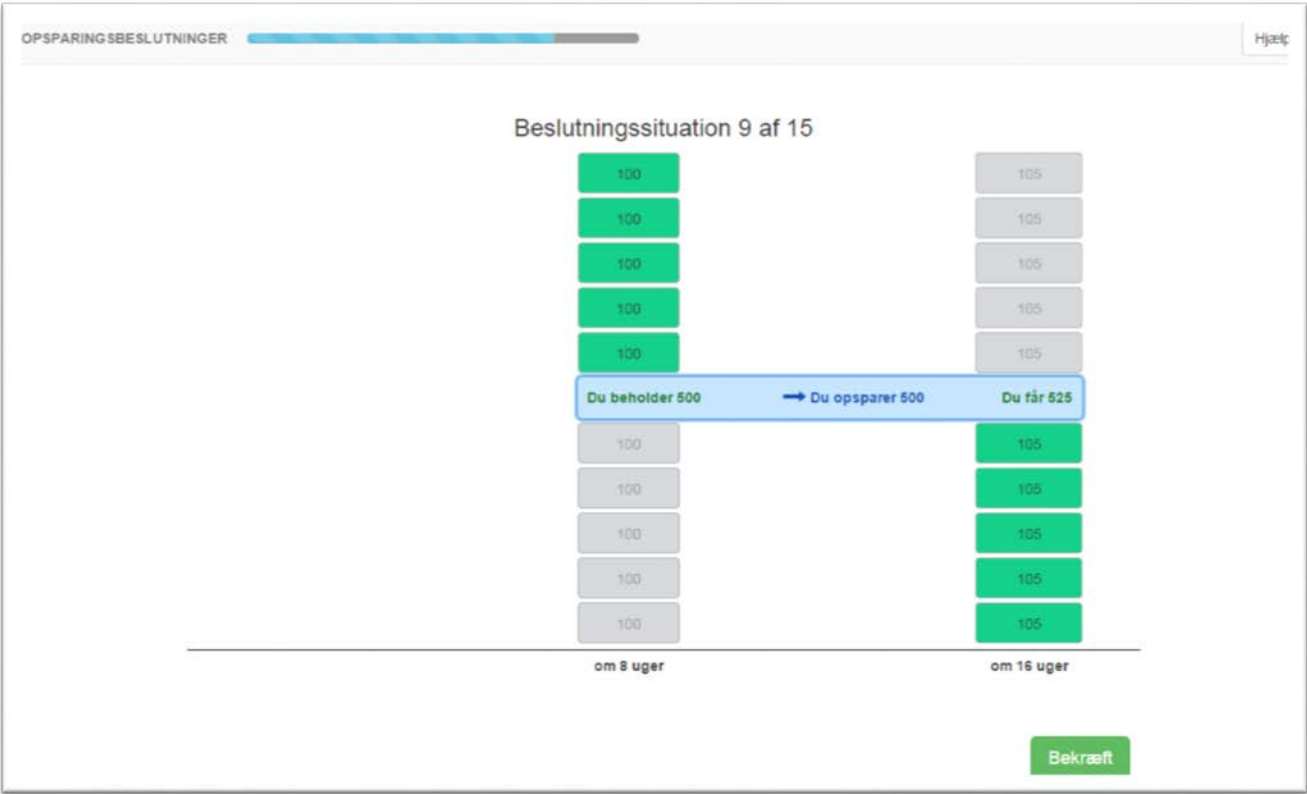 OPSPARINGSBESLUTNINGER
Hjælp
Beslutningssituation 9 af 15
100 105
100 105
100 105
100 105
100 105
Du beholder 500 → Du opsparer 500 Du får 525
100 105
100 105
100 105
100 105
100 105
om 8 uger om 16 uger
Bekræft